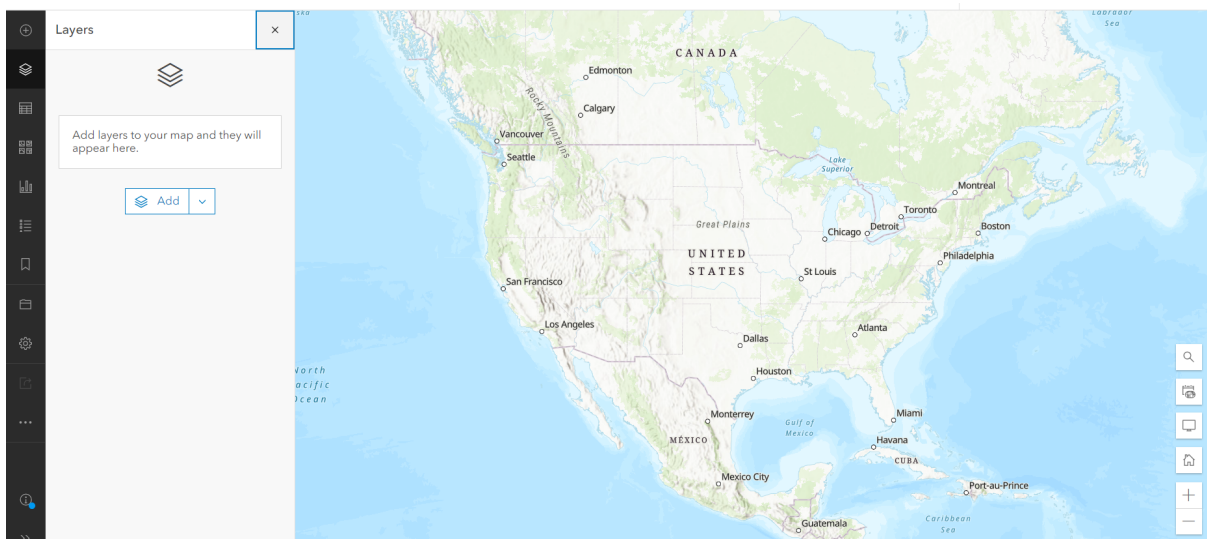 Layers
Add layers to your map and they will
appear here.
Add
Labrador
Sea
CANADA
Edmonton
Rocky Mountains
Calgary
Vancouver
Seattle
Lake
Superior
Montreal
Toronto
Great Plains
Chicago
Detroit
Boston
UNITED
STATES
Philadelphia
St Louis
San Francisco
Los Angeles
Atlanta
Dallas
North
acific
cean
Houston
Monterrey
Gulf of
Mexico
Miami
MÉXICO
Havana
CUBA
Mexico City
Port-au-Prince
Caribbean
Sea
Guatemala